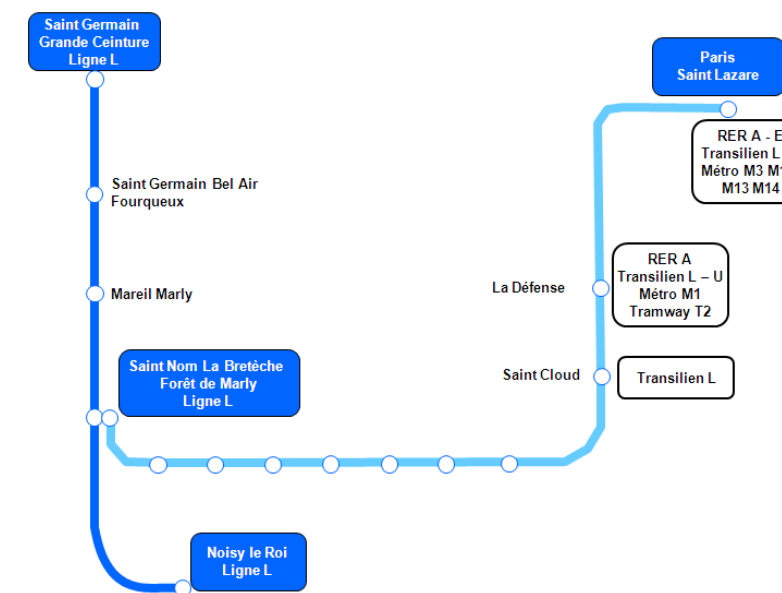 Saint Germain
Grande Ceinture
Ligne L
Paris
Saint Lazare
RER A - E
Transilien L
Métro M3
M13 M14
Saint Germain Bel Air
Fourqueux
Mareil Marly
La Défense
RER A
Transilien L – U
Métro M1
Tramway T2
Saint Nom La Bretèche
Forêt de Marly
Ligne L
Saint Cloud
Transilien L
Noisy le Roi
Ligne L